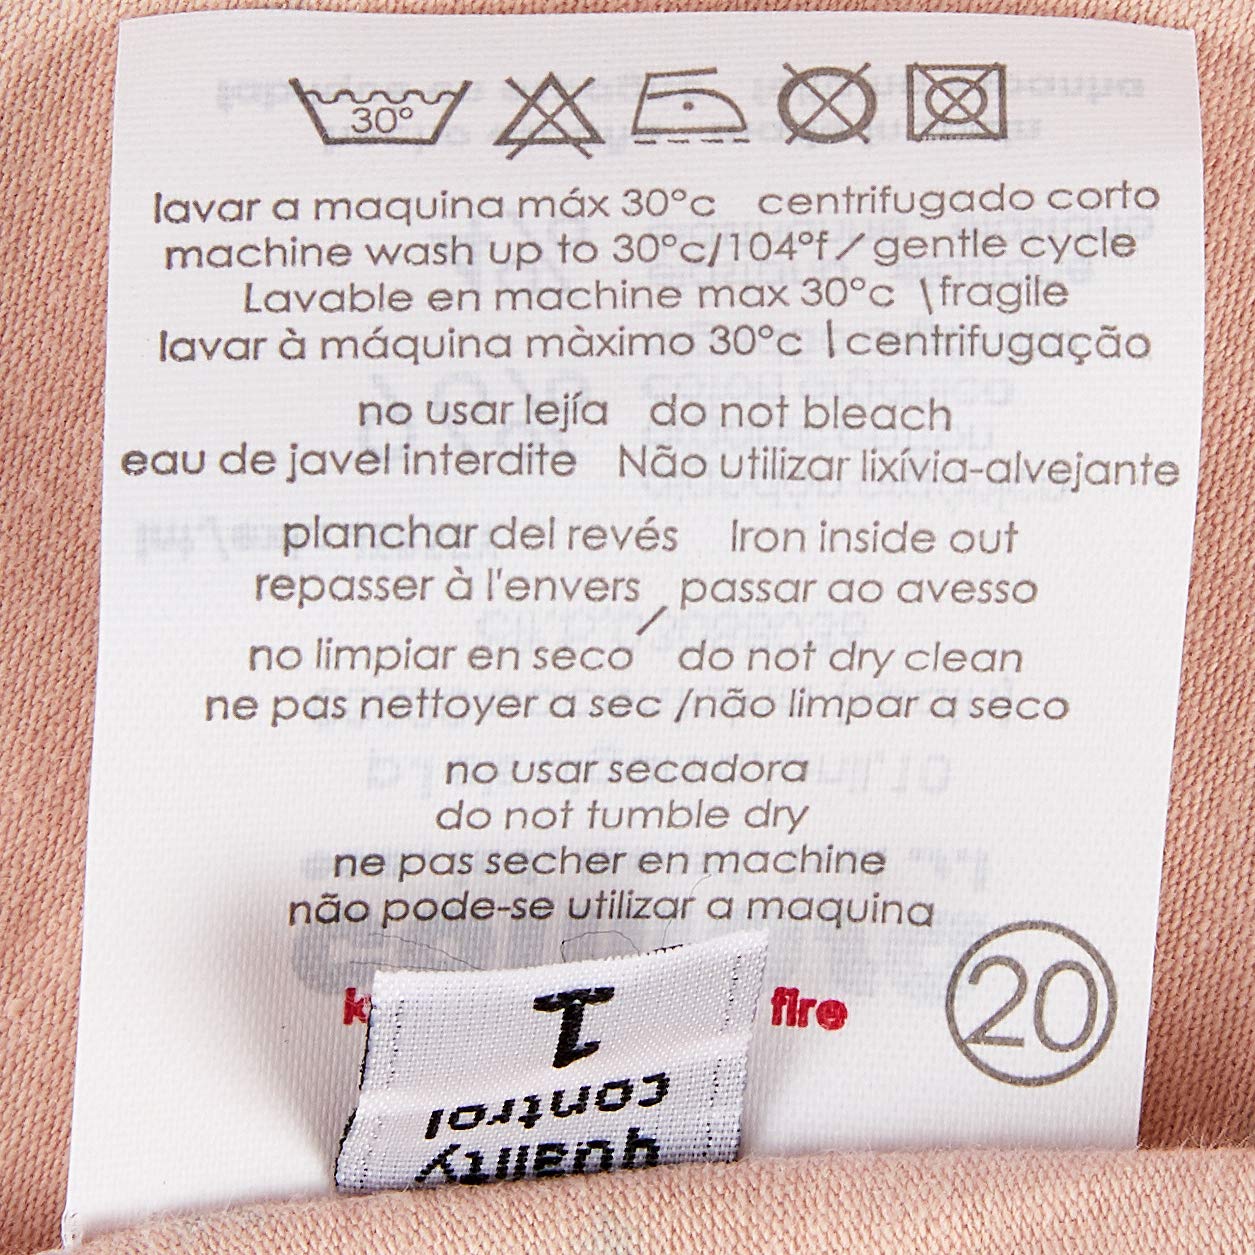 30°
lavar a maquina máx 30°c centrifugado corto
machine wash up to 30°c/104°f / gentle cycle
Lavable en machine max 30°c \fragile
lavar à máquina màximo 30°c \ centrifugação
no usar lejía do not bleach
eau de javel interdite Não utilizar lixívia-alvejante
planchar del revés Iron inside out
repasser à l'envers / passar ao avesso
no limpiar en seco do not dry clean
ne pas nettoyer a sec /não limpar a seco
no usar secadora
do not tumble dry
ne pas secher en machine
não pode-se utilizar a maquina
fire
20
1
control
quality